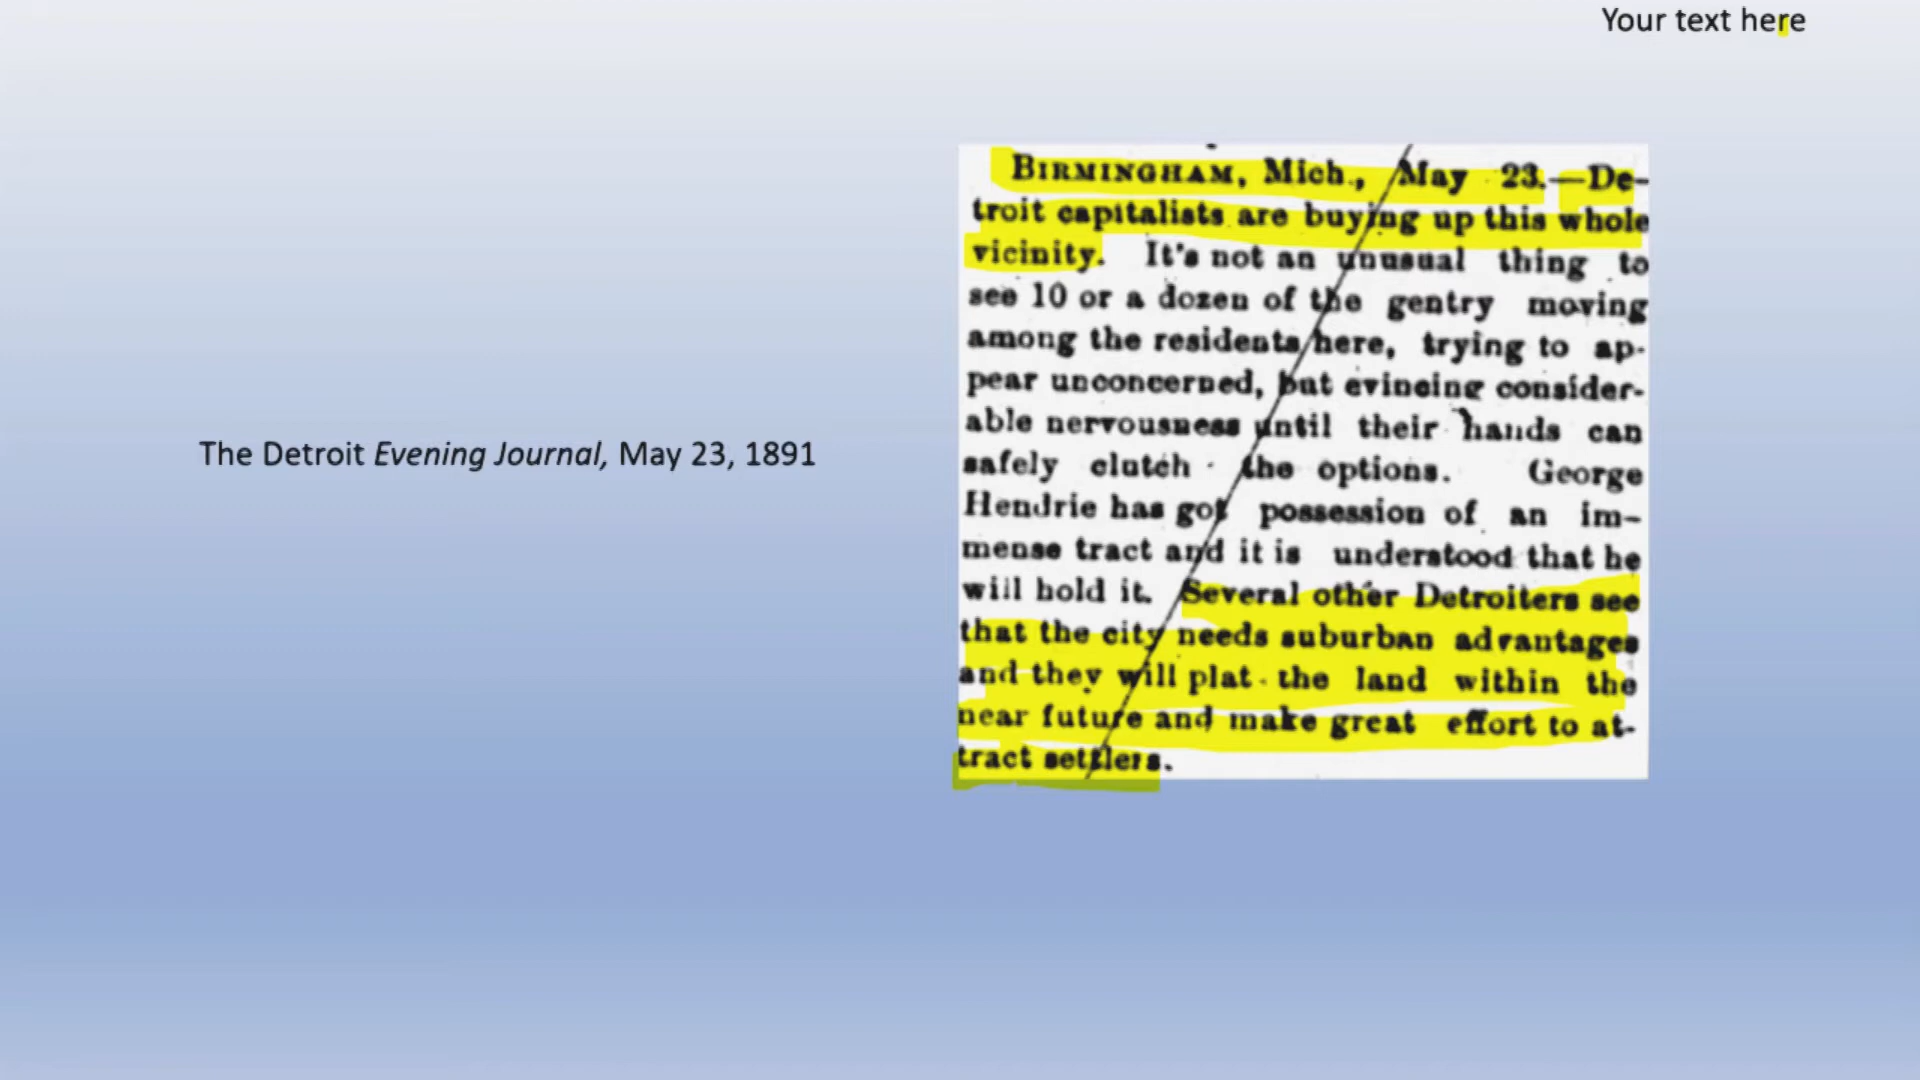 Your text here
The Detroit Evening Journal, May 23, 1891
BIRMINGHAM, Mich., May 23.—De-
troit capitalists are buying up this whole
vicinity. It's not an unusual thing to
see 10 or a dozen of the gentry moving
among the residents here, trying to ap-
pear unconcerned, but evincing consider-
able nervousness until their hands can
safely clutch the options. George
Hendrie has got possession of an im-
mense tract and it is understood that he
will hold it. Several other Detroiters see
that the city needs suburban advantages
and they will plat the land within the
near future and make great effort to at-
tract settlers.